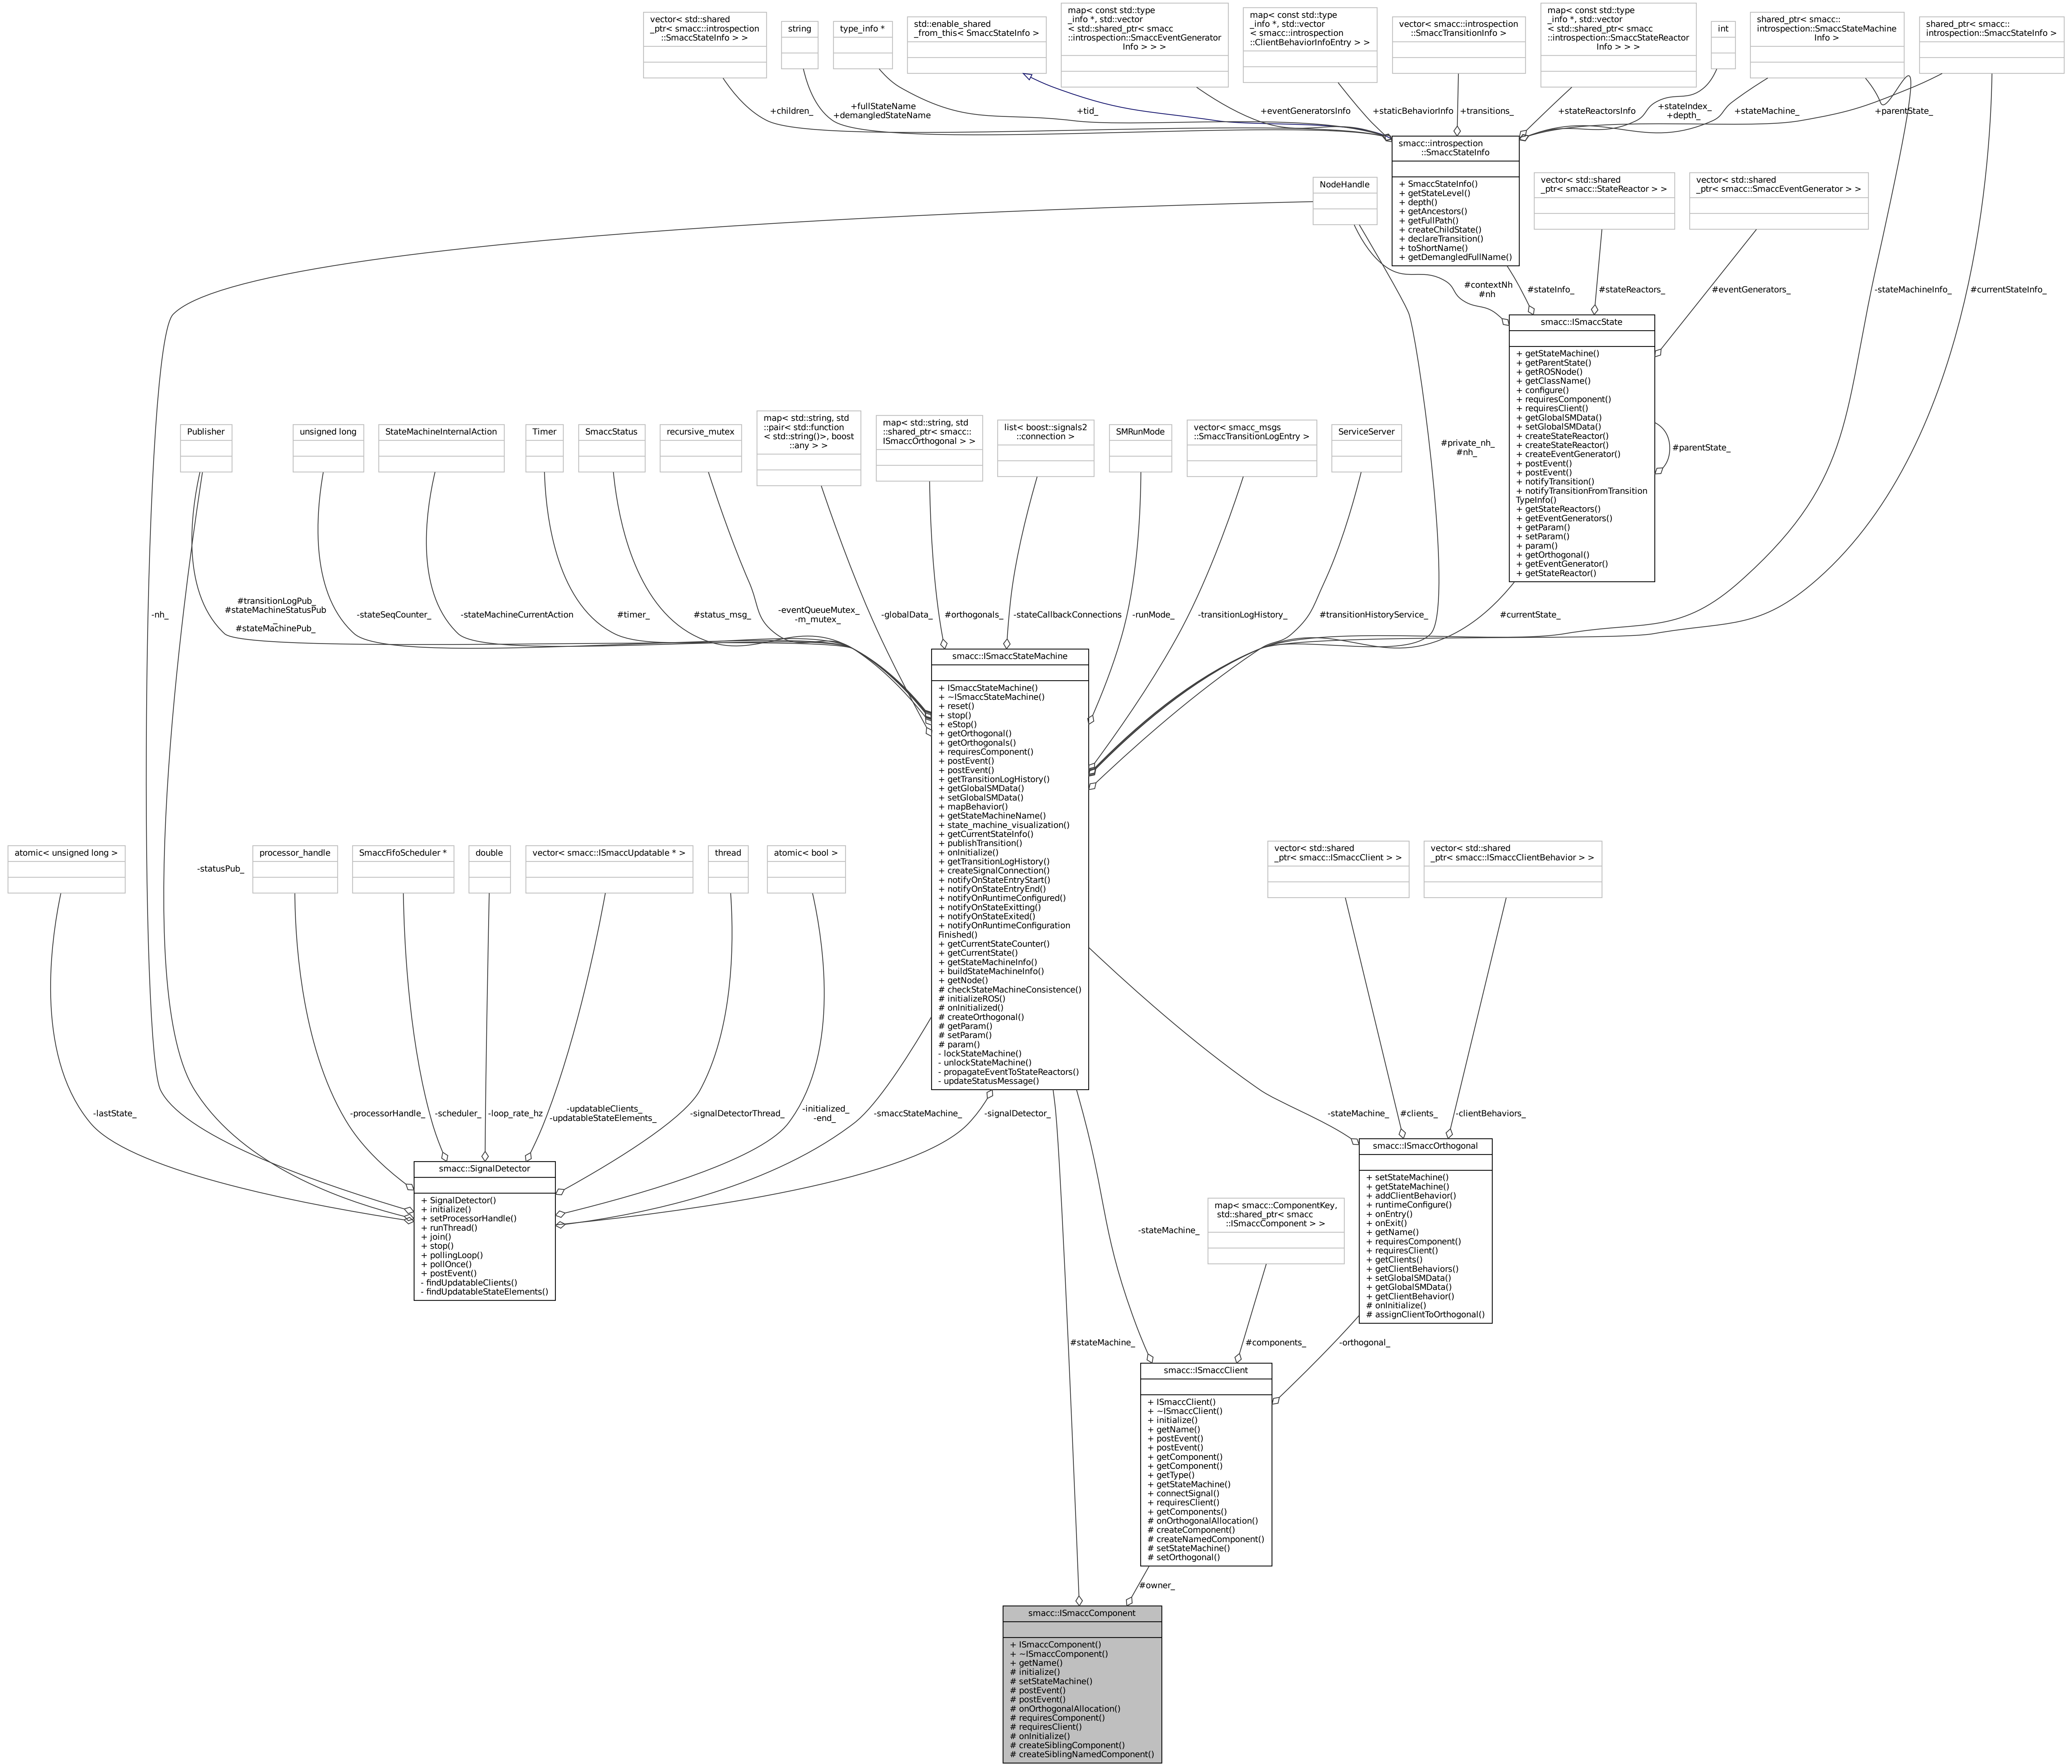 vector< std::shared
_ptr< smacc::introspection
::SmaccStateInfo > >
string
type_info *
std::enable_shared
_from_this< SmaccStateInfo >
map< const std::type
_info *, std::vector
< std::shared_ptr< smacc
::introspection::SmaccEventGenerator
Info > > >
map< const std::type
_info *, std::vector
< smacc::introspection
::ClientBehaviorInfoEntry > >
vector< smacc::introspection
::SmaccTransitionInfo >
map< const std::type
_info *, std::vector
< std::shared_ptr< smacc
::introspection::SmaccStateReactor
Info > > >
int
shared_ptr< smacc::
introspection::SmaccStateMachine
Info >
shared_ptr< smacc::
introspection::SmaccStateInfo >
+children_
+fullStateName
+demangledStateName
+tid_
+eventGeneratorsInfo
+staticBehaviorInfo
+transitions_
+stateReactorsInfo
+stateIndex_
+depth_
+stateMachine_
+parentState_
smacc::introspection
::SmaccStateInfo
+ SmaccStateInfo()
+ getStateLevel()
+ depth()
+ getAncestors()
+ getFullPath()
+ createChildState()
+ declareTransition()
+ toShortName()
+ getDemangledFullName()
NodeHandle
vector< std::shared
_ptr< smacc::StateReactor > >
vector< std::shared
_ptr< smacc::SmaccEventGenerator > >
#contextNh
#nh
#stateInfo_
#stateReactors_
#eventGenerators_
-stateMachineInfo_
#currentStateInfo_
smacc::ISmaccState
+ getStateMachine()
+ getParentState()
+ getROSNode()
+ getClassName()
+ configure()
+ requiresComponent()
+ requiresClient()
+ getGlobalSMData()
+ setGlobalSMData()
+ createStateReactor()
+ createStateReactor()
+ createEventGenerator()
+ postEvent()
+ postEvent()
+ notifyTransition()
+ notifyTransitionFromTransition
TypeInfo()
+ getStateReactors()
+ getEventGenerators()
+ getParam()
+ setParam()
+ param()
+ getOrthogonal()
+ getEventGenerator()
+ getStateReactor()
#parentState_
Publisher
unsigned long
StateMachineInternalAction
Timer
SmaccStatus
recursive_mutex
map< std::string, std
::pair< std::function
< std::string()>, boost
::any > >
map< std::string, std
::shared_ptr< smacc::
ISmaccOrthogonal > >
list< boost::signals2
::connection >
SMRunMode
vector< smacc_msgs
::SmaccTransitionLogEntry >
ServiceServer
#private_nh_
#nh_
-nh_
#transitionLogPub_
#stateMachineStatusPub
_
#stateMachinePub_
-stateSeqCounter_
-stateMachineCurrentAction
#timer_
#status_msg_
-eventQueueMutex_
-m_mutex_
-globalData_
#orthogonals_
-stateCallbackConnections
-runMode_
-transitionLogHistory_
#transitionHistoryService_
#currentState_
smacc::ISmaccStateMachine
+ ISmaccStateMachine()
+ ~ISmaccStateMachine()
+ reset()
+ stop()
+ eStop()
+ getOrthogonal()
+ getOrthogonals()
+ requiresComponent()
+ postEvent()
+ postEvent()
+ getTransitionLogHistory()
+ getGlobalSMData()
+ setGlobalSMData()
+ mapBehavior()
+ getStateMachineName()
+ state_machine_visualization()
+ getCurrentStateInfo()
+ publishTransition()
+ onInitialize()
+ getTransitionLogHistory()
+ createSignalConnection()
+ notifyOnStateEntryStart()
+ notifyOnStateEntryEnd()
+ notifyOnRuntimeConfigured()
+ notifyOnStateExitting()
+ notifyOnStateExited()
+ notifyOnRuntimeConfiguration
Finished()
+ getCurrentStateCounter()
+ getCurrentState()
+ getStateMachineInfo()
+ buildStateMachineInfo()
+ getNode()
# checkStateMachineConsistence()
# initializeROS()
# onInitialized()
# createOrthogonal()
# getParam()
# setParam()
# param()
- lockStateMachine()
- unlockStateMachine()
- propagateEventToStateReactors()
- updateStatusMessage()
atomic< unsigned long >
-statusPub_
processor_handle
SmaccFifoScheduler *
double
vector< smacc::ISmaccUpdatable * >
thread
atomic< bool >
vector< std::shared
_ptr< smacc::ISmaccClient > >
vector< std::shared
_ptr< smacc::ISmaccClientBehavior > >
-lastState_
-processorHandle_
-scheduler_
-loop_rate_hz
-updatableClients_
-updatableStateElements_
-signalDetectorThread_
-initialized_
-end_
-smaccStateMachine_
-signalDetector_
-stateMachine_
#clients_
-clientBehaviors_
smacc::SignalDetector
+ SignalDetector()
+ initialize()
+ setProcessorHandle()
+ runThread()
+ join()
+ stop()
+ pollingLoop()
+ pollOnce()
+ postEvent()
- findUpdatableClients()
- findUpdatableStateElements()
smacc::ISmaccOrthogonal
+ setStateMachine()
+ getStateMachine()
+ addClientBehavior()
+ runtimeConfigure()
+ onEntry()
+ onExit()
+ getName()
+ requiresComponent()
+ requiresClient()
+ getClients()
+ getClientBehaviors()
+ setGlobalSMData()
+ getGlobalSMData()
+ getClientBehavior()
# onInitialize()
# assignClientToOrthogonal()
map< smacc::ComponentKey,
std::shared_ptr< smacc
::ISmaccComponent > >
-stateMachine_
#stateMachine_
#components_
-orthogonal_
smacc::ISmaccClient
+ ISmaccClient()
+ ~ISmaccClient()
+ initialize()
+ getName()
+ postEvent()
+ postEvent()
+ getComponent()
+ getComponent()
+ getType()
+ getStateMachine()
+ connectSignal()
+ requiresClient()
+ getComponents()
# onOrthogonalAllocation()
# createComponent()
# createNamedComponent()
# setStateMachine()
# setOrthogonal()
#owner_
smacc::ISmaccComponent
+ ISmaccComponent()
+ ~ISmaccComponent()
+ getName()
# initialize()
# setStateMachine()
# postEvent()
# postEvent()
# onOrthogonalAllocation()
# requiresComponent()
# requiresClient()
# onInitialize()
# createSiblingComponent()
# createSiblingNamedComponent()